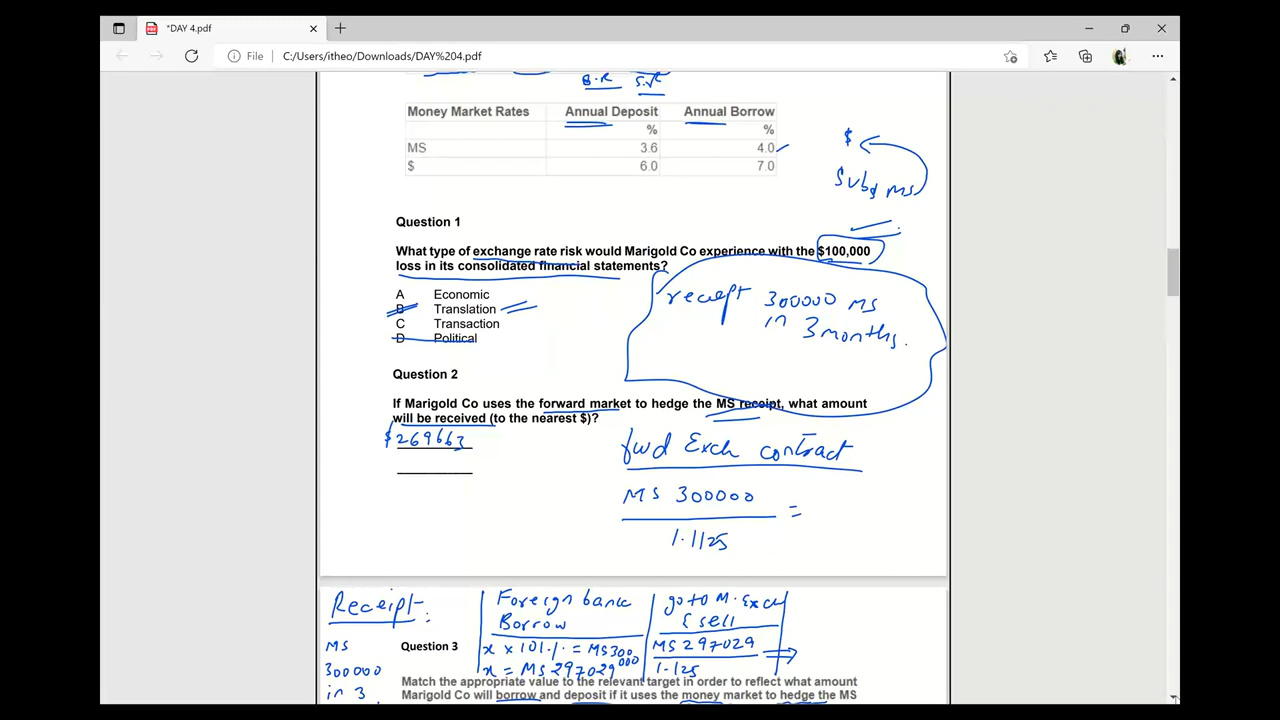 *DAY 4.pdf
File
C:/Users/itheo/Downloads/DAY%204.pdf
B.R S.R
Money Market Rates Annual Deposit Annual Borrow
% %
MS 3.6 4.0
$ 6.0 7.0
$
Subs MS
Question 1
What type of exchange rate risk would Marigold Co experience with the $100,000
loss in its consolidated financial statements?
A Economic
B Translation
C Transaction
D Political
receipt 300000 MS
in 3 months.
Question 2
If Marigold Co uses the forward market to hedge the MS receipt, what amount
will be received (to the nearest $)?
$269663
fwd Exch contract
MS 300000
=
1.1125
Receipt:
MS
300000
in 3
Foreign bank
Borrow
x x 101% = MS 300000
x = MS 297029
go to M. Exch
& sell
MS 297029
1.125
Question 3
Match the appropriate value to the relevant target in order to reflect what amount
Marigold Co will borrow and deposit if it uses the money market to hedge the MS